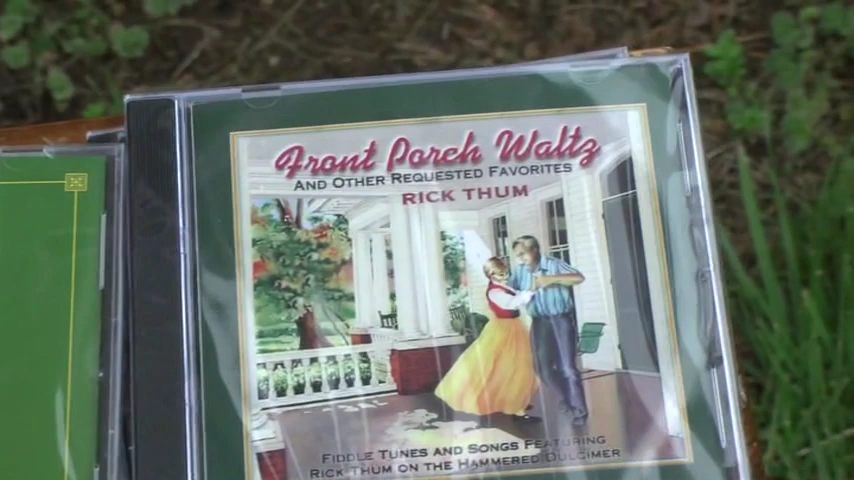 Front Porch Waltz
AND OTHER REQUESTED FAVORITES
RICK THUM
FIDDLE TUNES AND SONGS FEATURING
RICK THUM ON THE HAMMERED DULCIMER